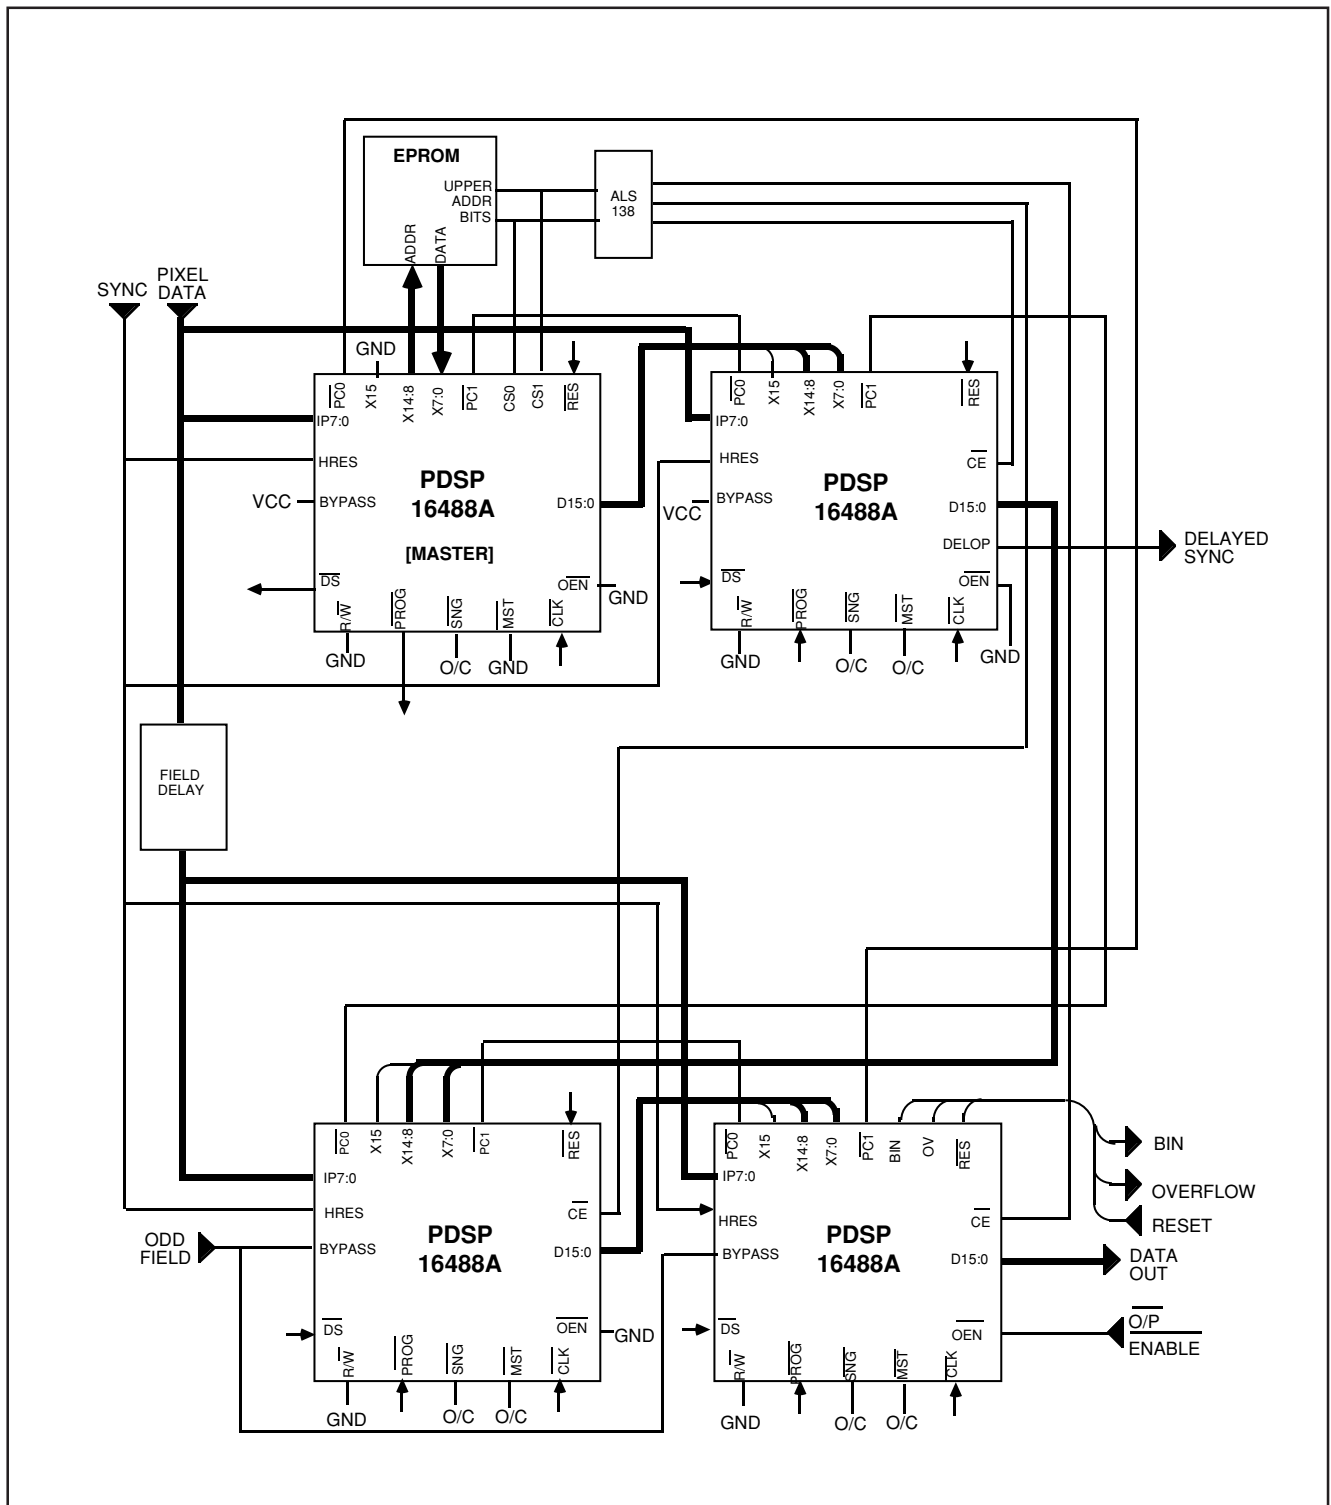 EPROM
UPPER
ADDR
BITS
ADDR
DATA
ALS
138
SYNC
PIXEL
DATA
GND
PC0
X15
X14:8
X7:0
PC1
CS0
CS1
RES
IP7:0
HRES
VCC
BYPASS
PDSP
16488A
[MASTER]
D15:0
DS
OEN
GND
R/W
PROG
SNG
MST
CLK
GND
O/C
GND
PC0
X15
X14:8
X7:0
PC1
RES
IP7:0
HRES
CE
VCC
BYPASS
PDSP
16488A
D15:0
DELOP
DELAYED
SYNC
DS
OEN
R/W
PROG
SNG
MST
CLK
GND
O/C
O/C
GND
FIELD
DELAY
PC0
X15
X14:8
X7:0
PC1
RES
IP7:0
HRES
CE
ODD
FIELD
BYPASS
PDSP
16488A
D15:0
DS
OEN
GND
R/W
PROG
SNG
MST
CLK
GND
O/C
O/C
PC0
X15
X14:8
X7:0
PC1
BIN
OV
RES
IP7:0
HRES
CE
BYPASS
PDSP
16488A
D15:0
DS
OEN
R/W
PROG
SNG
MST
CLK
GND
O/C
O/C
BIN
OVERFLOW
RESET
DATA
OUT
O/P
ENABLE